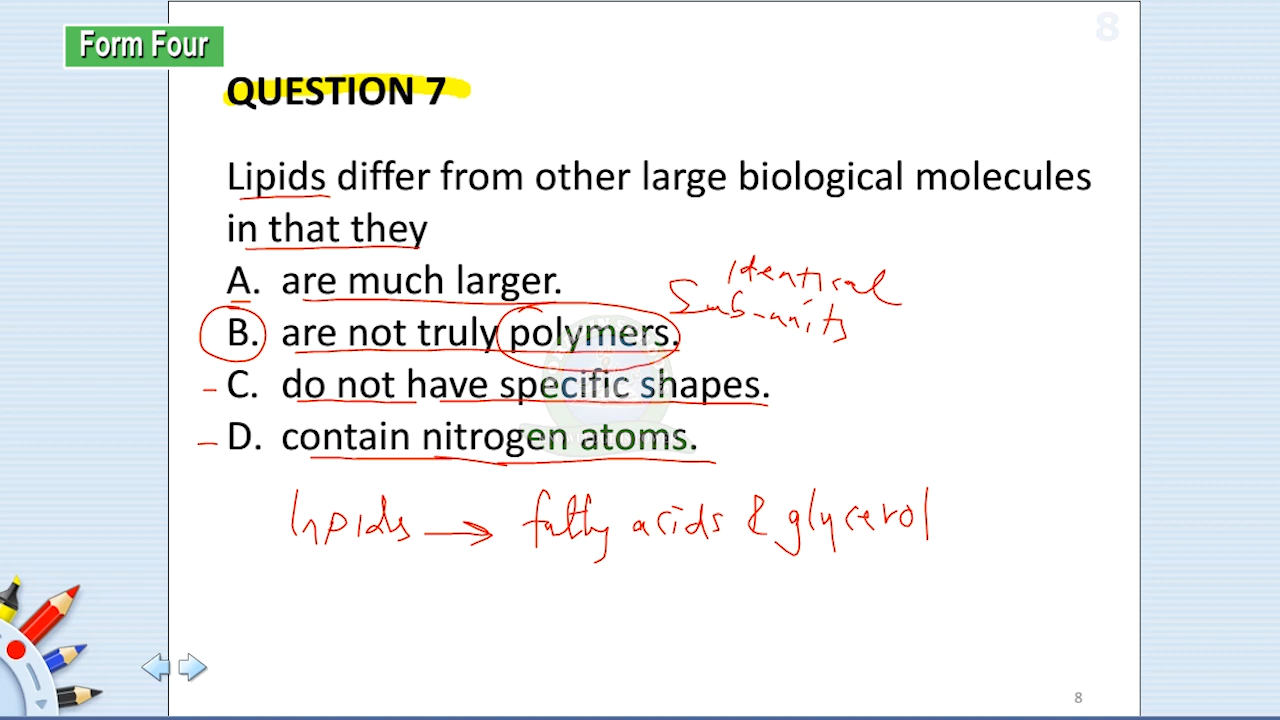 8
Form Four
QUESTION 7
Lipids differ from other large biological molecules
in that they
A. are much larger.
Identical
Sub-units
B. are not truly polymers.
C. do not have specific shapes.
D. contain nitrogen atoms.
lipids → fatty acids & glycerol
8